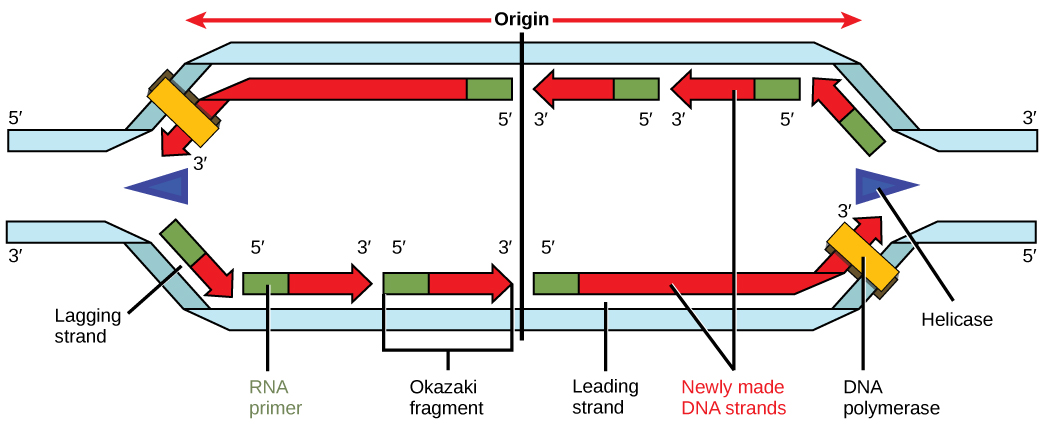 Origin
5′
3′
5′
3′
5′
3′
5′
3′
3′
5′
3′
5′
3′
5′
3′
5′
Lagging
strand
RNA
primer
Okazaki
fragment
Leading
strand
Newly made
DNA strands
DNA
polymerase
Helicase